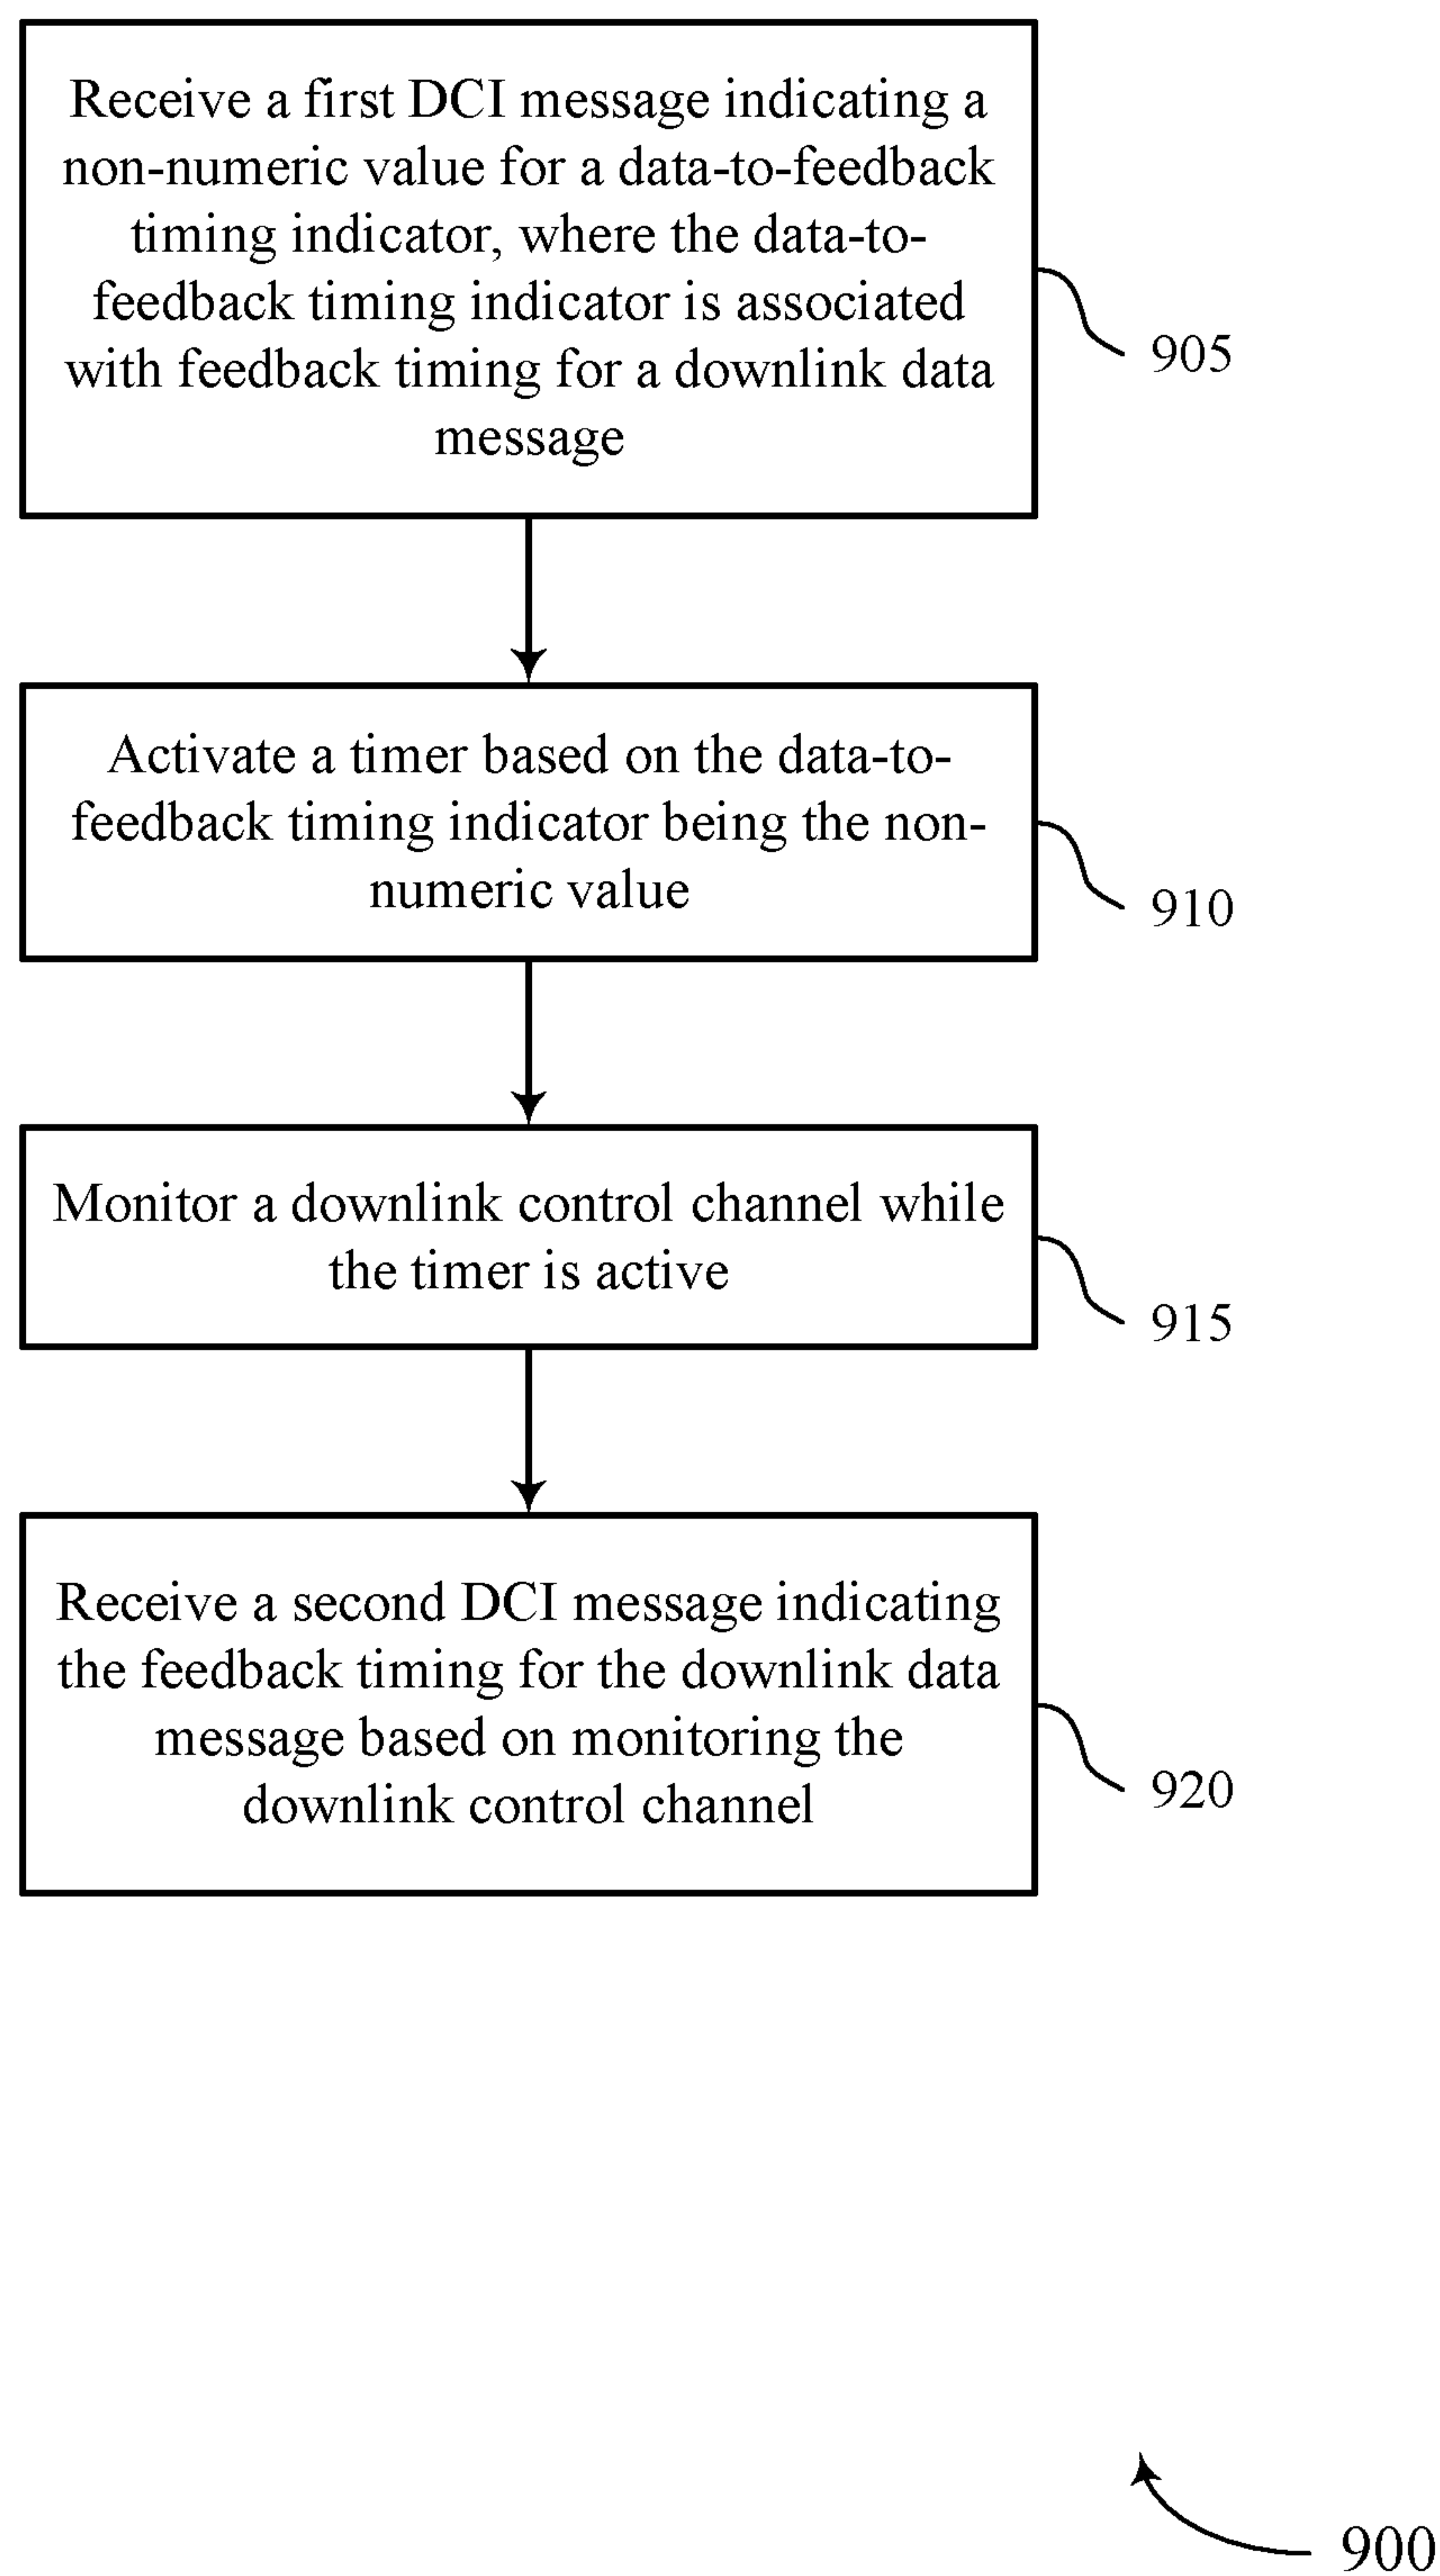 Receive a first DCI message indicating a
non-numeric value for a data-to-feedback
timing indicator, where the data-to-
feedback timing indicator is associated
with feedback timing for a downlink data
message
905
Activate a timer based on the data-to-
feedback timing indicator being the non-
numeric value
910
Monitor a downlink control channel while
the timer is active
915
Receive a second DCI message indicating
the feedback timing for the downlink data
message based on monitoring the
downlink control channel
920
900